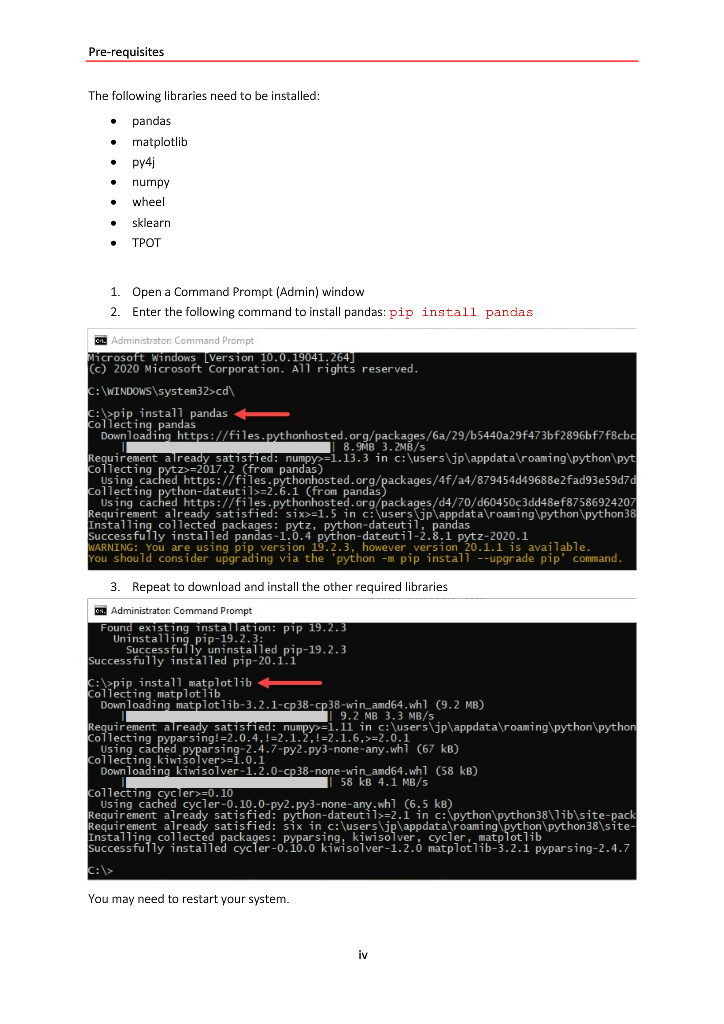 Pre-requisites
The following libraries need to be installed:
• pandas
• matplotlib
• py4j
• numpy
• wheel
• sklearn
• TPOT
1. Open a Command Prompt (Admin) window
2. Enter the following command to install pandas: pip install pandas
Administrator: Command Prompt
Microsoft Windows [Version 10.0.19041.264]
(c) 2020 Microsoft Corporation. All rights reserved.
C:\WINDOWS\system32>cd\
C:\>pip install pandas
Collecting pandas
Downloading https://files.pythonhosted.org/packages/6a/29/b5440a29f473bf2896bf7f8cbc
| | 8.9MB 3.2MB/s
Requirement already satisfied: numpy>=1.13.3 in c:\users\jp\appdata\roaming\python\pyt
Collecting pytz>=2017.2 (from pandas)
Using cached https://files.pythonhosted.org/packages/4f/a4/879454d49688e2fad93e59d7d
Collecting python-dateutil>=2.6.1 (from pandas)
Using cached https://files.pythonhosted.org/packages/d4/70/d60450c3dd48ef87586924207
Requirement already satisfied: six>=1.5 in c:\users\jp\appdata\roaming\python\python38
Installing collected packages: pytz, python-dateutil, pandas
Successfully installed pandas-1.0.4 python-dateutil-2.8.1 pytz-2020.1
WARNING: You are using pip version 19.2.3, however version 20.1.1 is available.
You should consider upgrading via the 'python -m pip install --upgrade pip' command.
3. Repeat to download and install the other required libraries
Administrator: Command Prompt
Found existing installation: pip 19.2.3
Uninstalling pip-19.2.3:
Successfully uninstalled pip-19.2.3
Successfully installed pip-20.1.1
C:\>pip install matplotlib
Collecting matplotlib
Downloading matplotlib-3.2.1-cp38-cp38-win_amd64.whl (9.2 MB)
| | 9.2 MB 3.3 MB/s
Requirement already satisfied: numpy>=1.11 in c:\users\jp\appdata\roaming\python\python
Collecting pyparsing!=2.0.4,!=2.1.2,!=2.1.6,>=2.0.1
Using cached pyparsing-2.4.7-py2.py3-none-any.whl (67 kB)
Collecting kiwisolver>=1.0.1
Downloading kiwisolver-1.2.0-cp38-none-win_amd64.whl (58 kB)
| | 58 kB 4.1 MB/s
Collecting cycler>=0.10
Using cached cycler-0.10.0-py2.py3-none-any.whl (6.5 kB)
Requirement already satisfied: python-dateutil>=2.1 in c:\python\python38\lib\site-pack
Requirement already satisfied: six in c:\users\jp\appdata\roaming\python\python38\site-
Installing collected packages: pyparsing, kiwisolver, cycler, matplotlib
Successfully installed cycler-0.10.0 kiwisolver-1.2.0 matplotlib-3.2.1 pyparsing-2.4.7
C:\>
You may need to restart your system.
iv